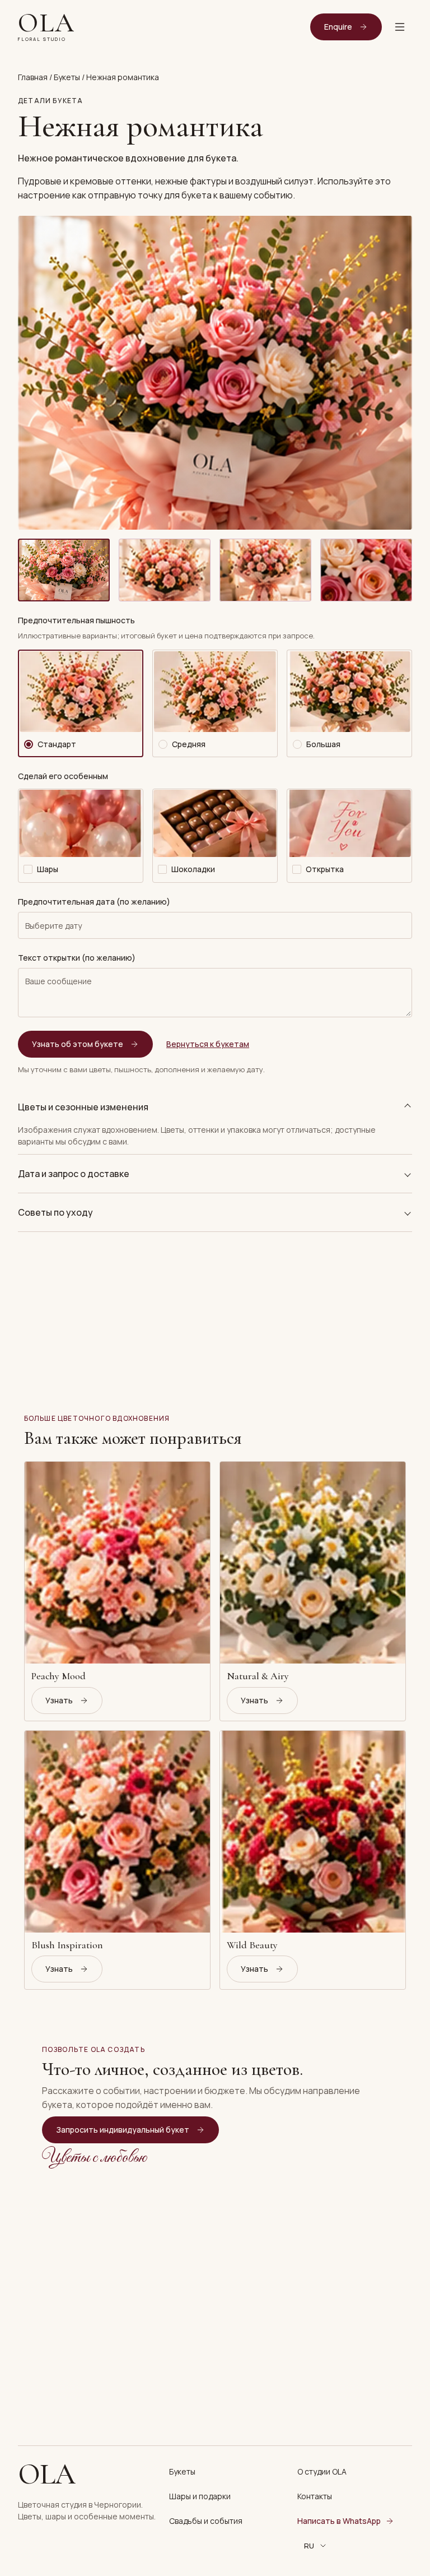 OLA
FLORAL STUDIO
Enquire
Главная / Букеты / Нежная романтика
ДЕТАЛИ БУКЕТА
Нежная романтика
Нежное романтическое вдохновение для букета.
Пудровые и кремовые оттенки, нежные фактуры и воздушный силуэт. Используйте это
настроение как отправную точку для букета к вашему событию.
OLA
Предпочтительная пышность
Иллюстративные варианты; итоговый букет и цена подтверждаются при запросе.
Стандарт
Средняя
Большая
Сделай его особенным
For
You
Шары
Шоколадки
Открытка
Предпочтительная дата (по желанию)
Выберите дату
Текст открытки (по желанию)
Ваше сообщение
Узнать об этом букете
Вернуться к букетам
Мы уточним с вами цветы, пышность, дополнения и желаемую дату.
Цветы и сезонные изменения
Изображения служат вдохновением. Цветы, оттенки и упаковка могут отличаться; доступные
варианты мы обсудим с вами.
Дата и запрос о доставке
Советы по уходу
БОЛЬШЕ ЦВЕТОЧНОГО ВДОХНОВЕНИЯ
Вам также может понравиться
Peachy Mood
Узнать
Natural & Airy
Узнать
Blush Inspiration
Узнать
Wild Beauty
Узнать
ПОЗВОЛЬТЕ OLA СОЗДАТЬ
Что-то личное, созданное из цветов.
Расскажите о событии, настроении и бюджете. Мы обсудим направление
букета, которое подойдёт именно вам.
Запросить индивидуальный букет
Цветы с любовью
OLA
Цветочная студия в Черногории.
Цветы, шары и особенные моменты.
Букеты
Шары и подарки
Свадьбы и события
О студии OLA
Контакты
Написать в WhatsApp
RU